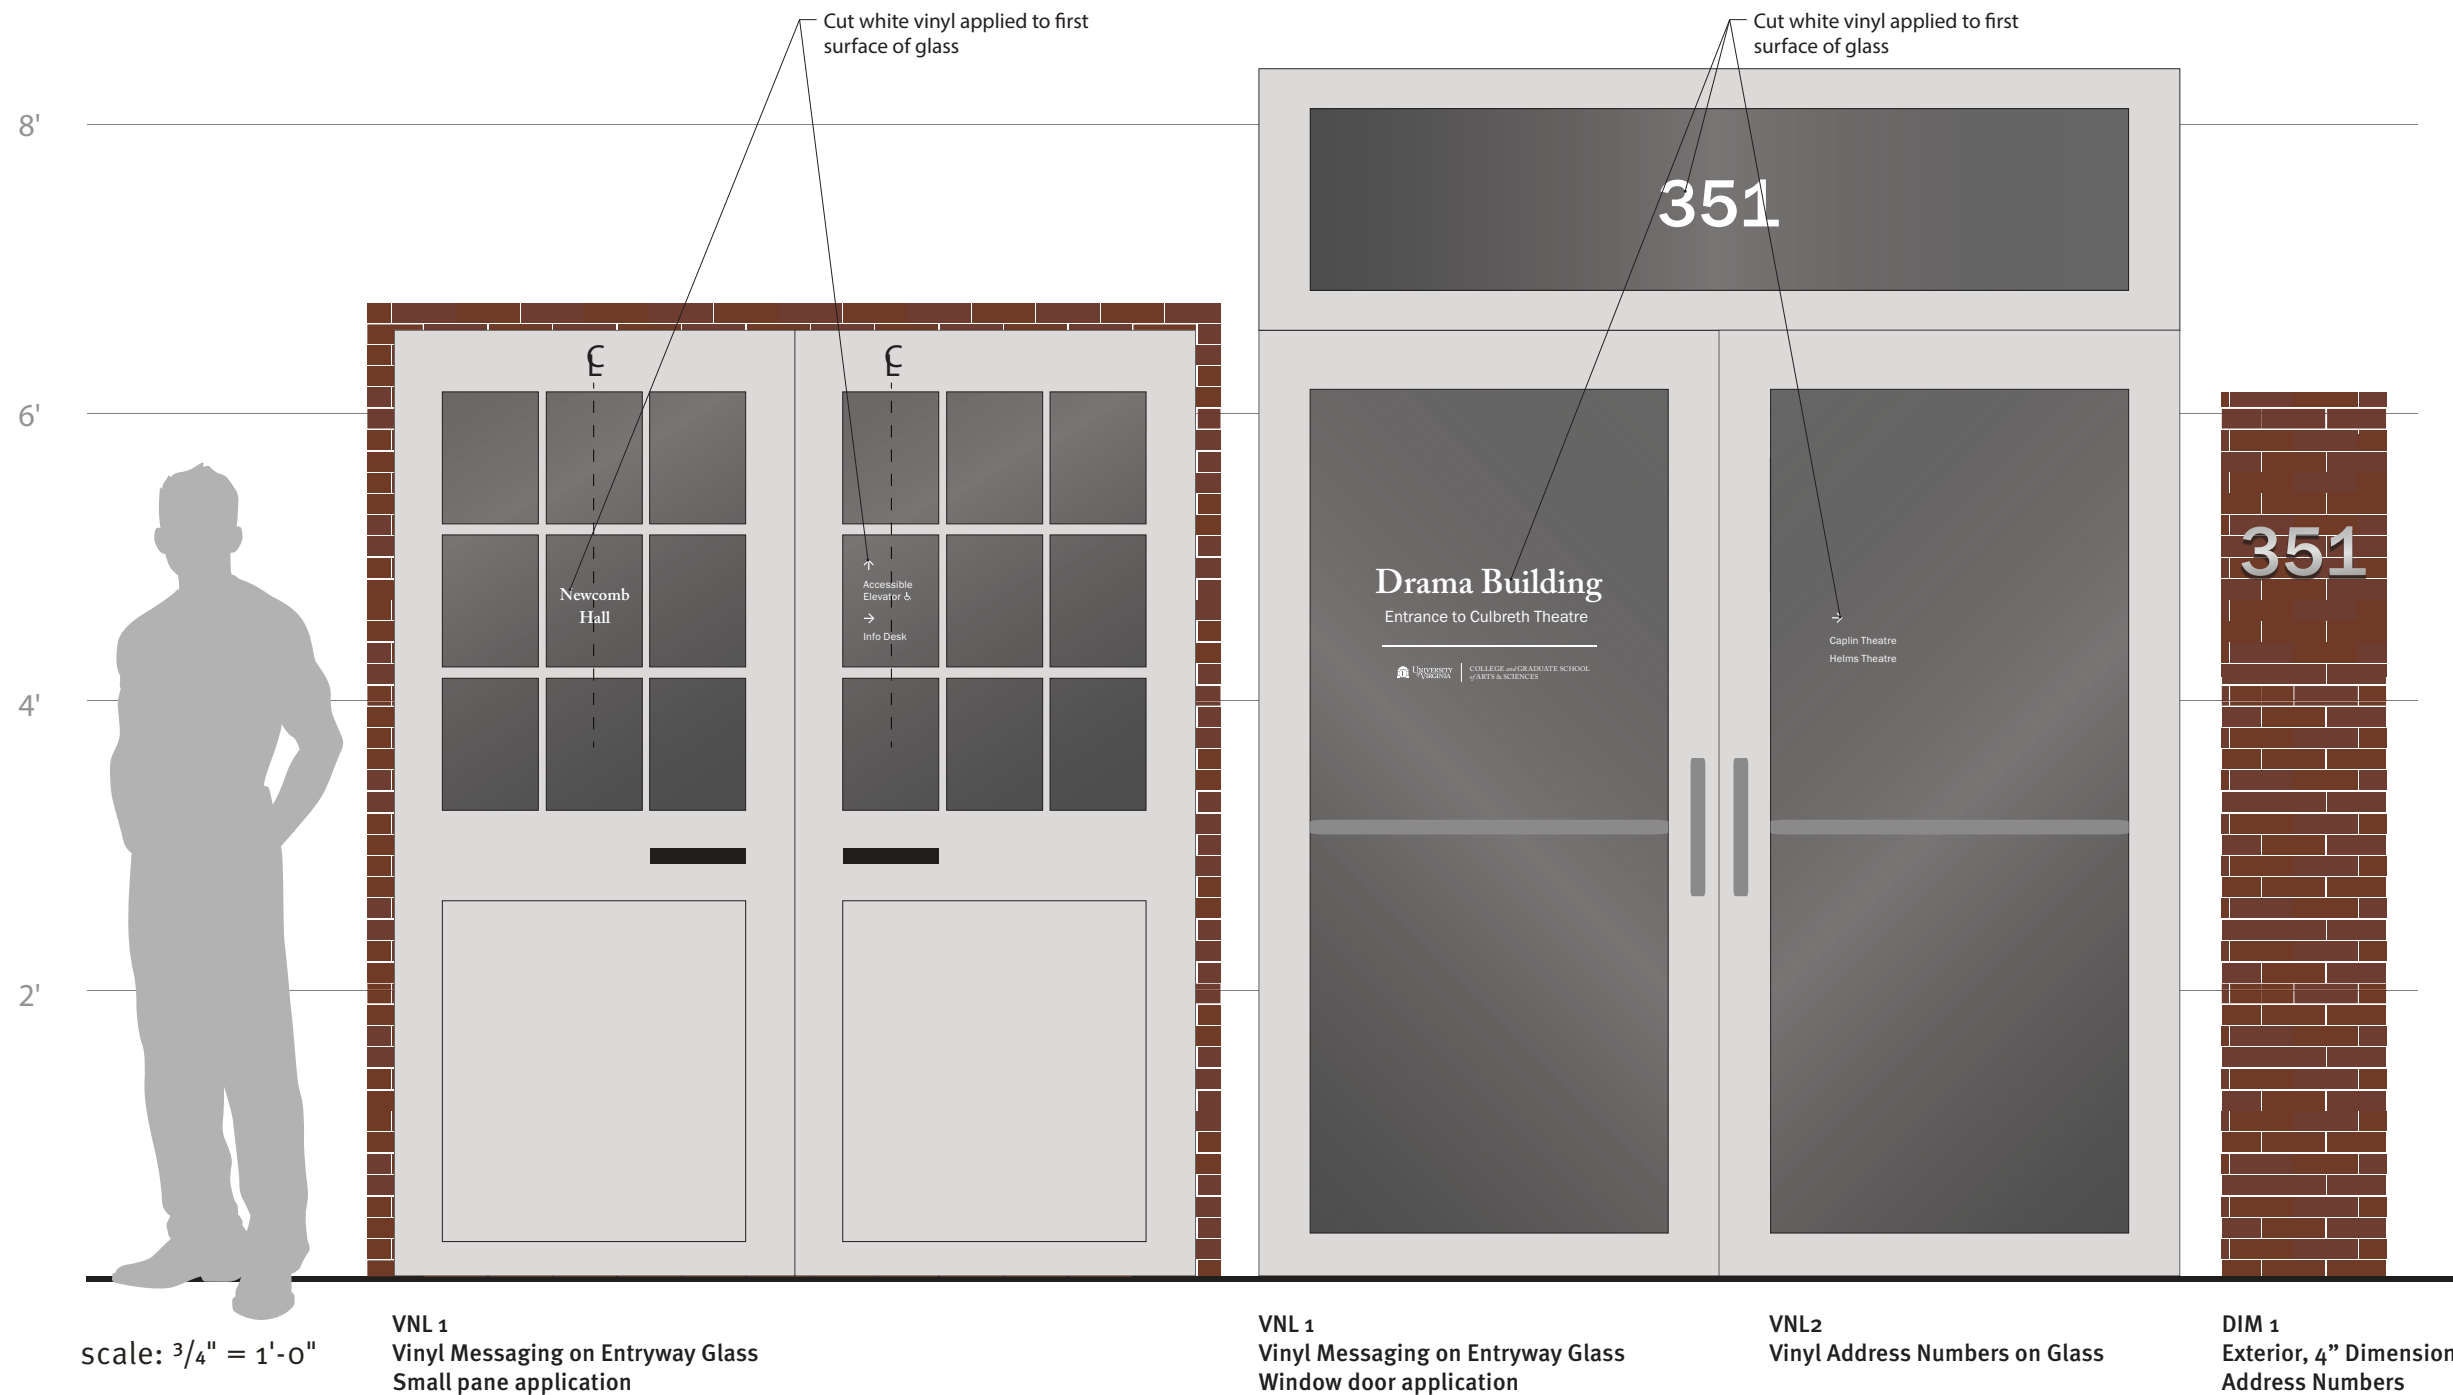 Cut white vinyl applied to first
surface of glass
Cut white vinyl applied to first
surface of glass
8'
351
6'
℄
℄
351
Newcomb
Hall
Accessible
Elevator ♿
Info Desk
Drama Building
Entrance to Culbreth Theatre
UNIVERSITY
of VIRGINIA
COLLEGE and GRADUATE SCHOOL
of ARTS & SCIENCES
→
Caplin Theatre
Helms Theatre
4'
2'
scale: 3/4" = 1'-0"
VNL 1
Vinyl Messaging on Entryway Glass
Small pane application
VNL 1
Vinyl Messaging on Entryway Glass
Window door application
VNL2
Vinyl Address Numbers on Glass
DIM 1
Exterior, 4” Dimension
Address Numbers